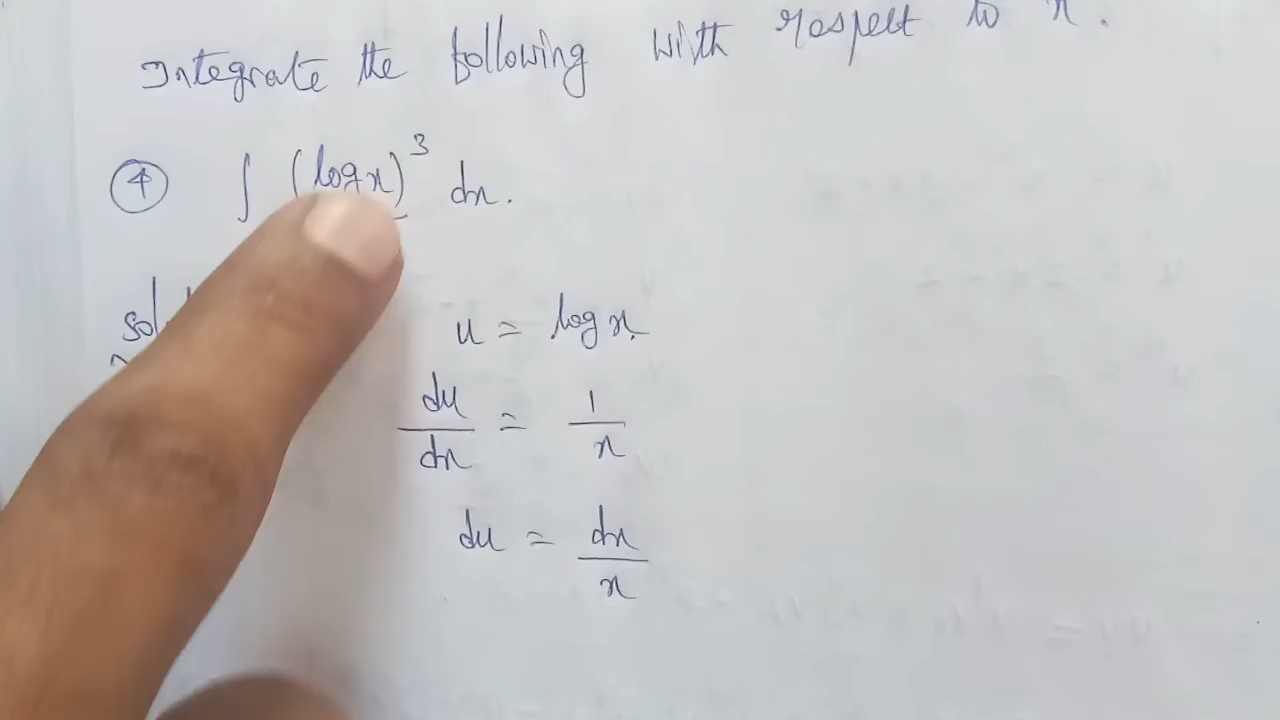 Integrate the following with respect to x.
④ ∫ (log x)³ dx.
u = log x.
du/dx = 1/x
du = dx/x